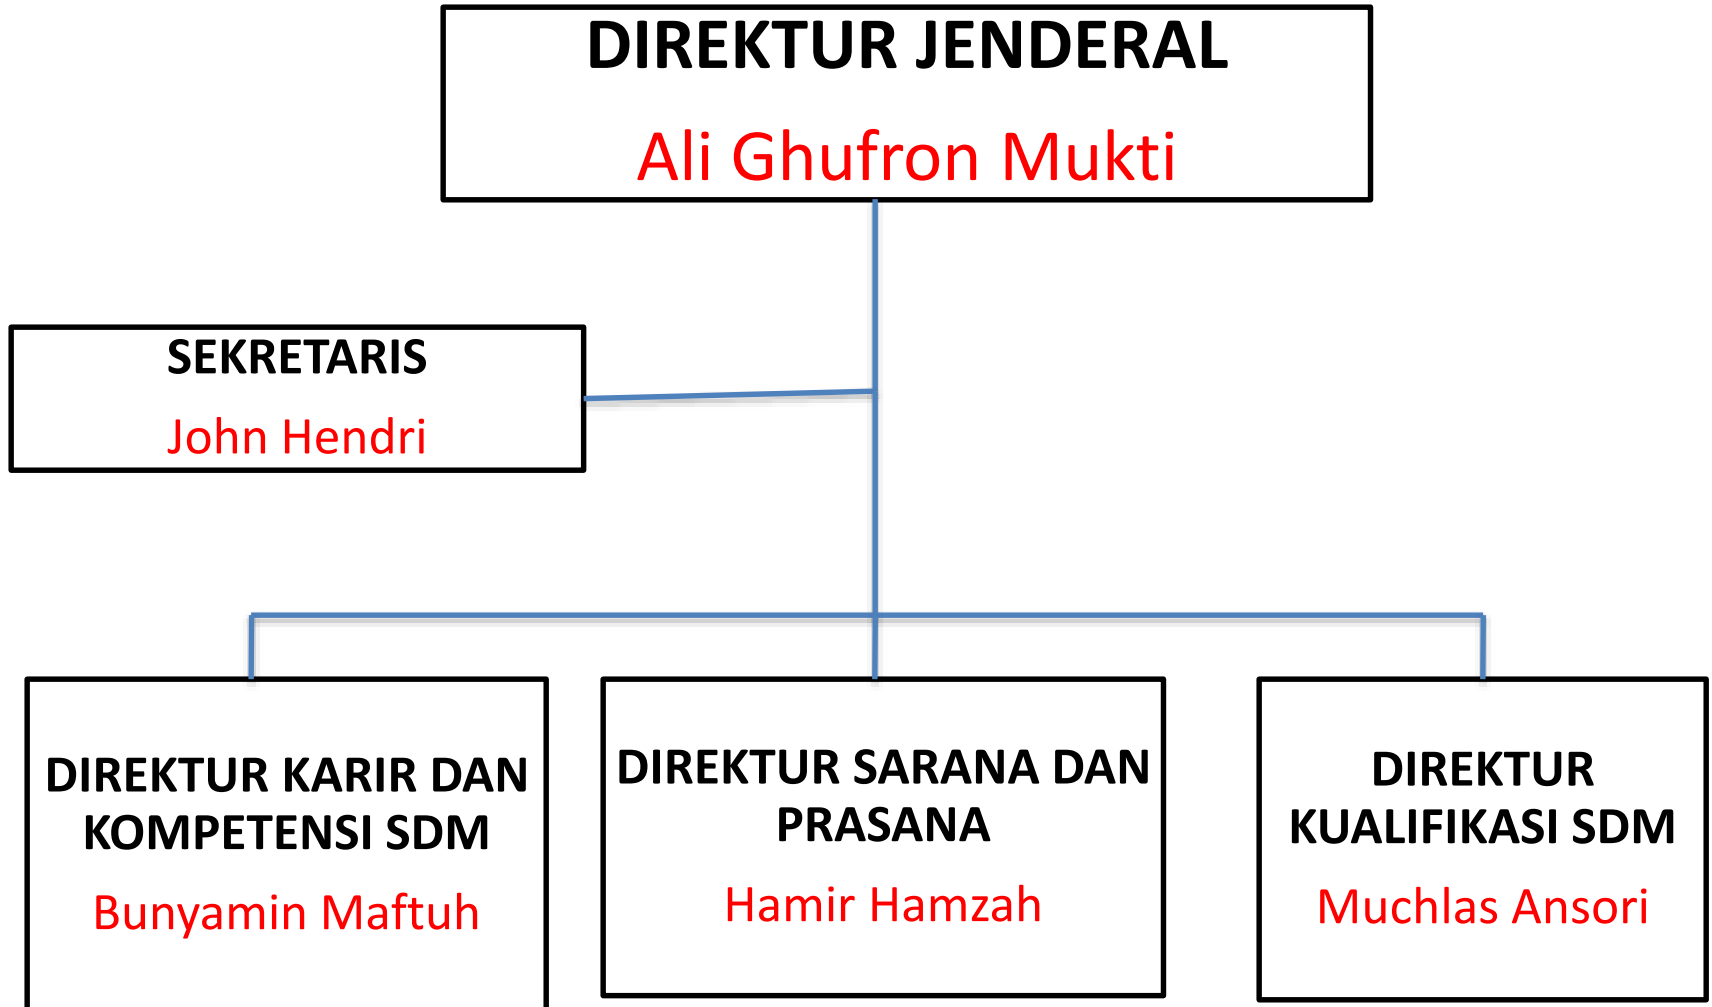 DIREKTUR JENDERAL
Ali Ghufron Mukti
SEKRETARIS
John Hendri
DIREKTUR KARIR DAN
KOMPETENSI SDM
Bunyamin Maftuh
DIREKTUR SARANA DAN
PRASANA
Hamir Hamzah
DIREKTUR
KUALIFIKASI SDM
Muchlas Ansori